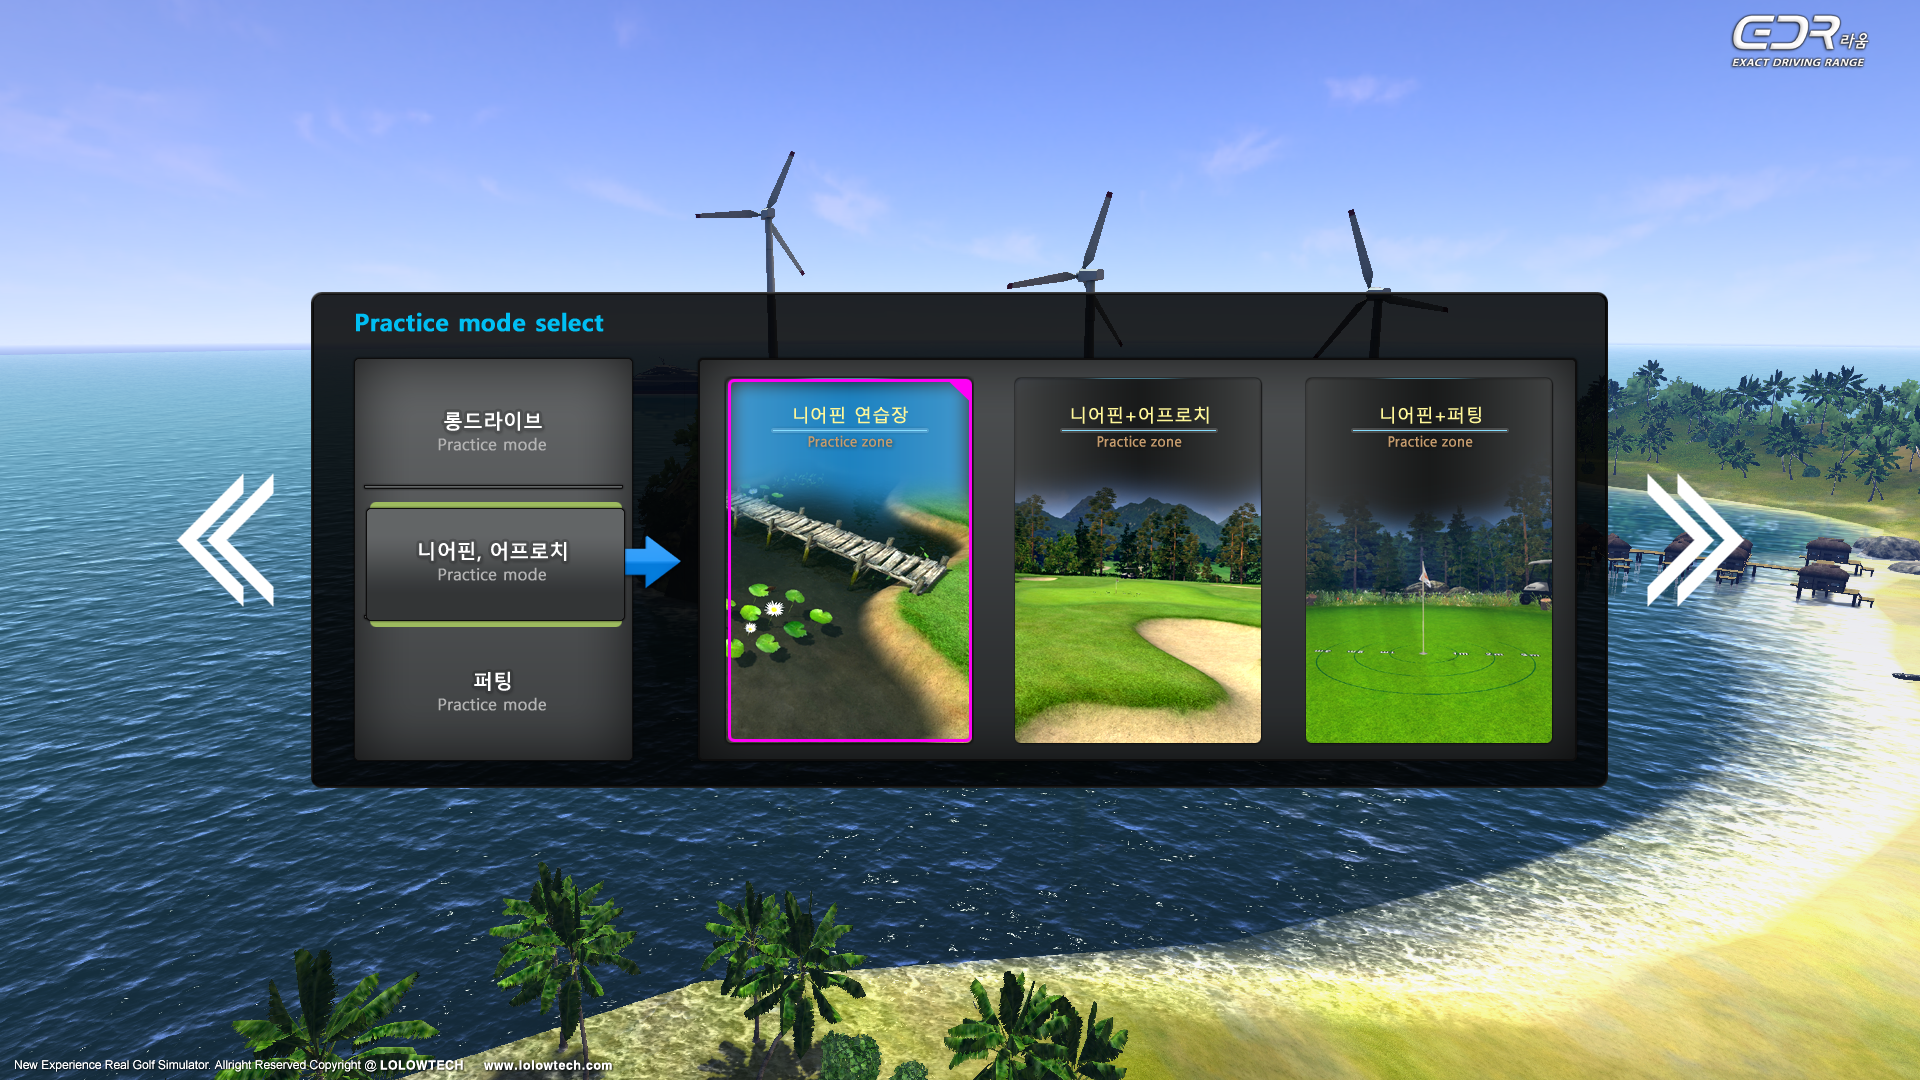 GDR 라움
EXACT DRIVING RANGE
Practice mode select
롱드라이브
Practice mode
니어핀, 어프로치
Practice mode
퍼팅
Practice mode
니어핀 연습장
Practice zone
니어핀+어프로치
Practice zone
니어핀+퍼팅
Practice zone
New Experience Real Golf Simulator. Allright Reserved Copyright @ LOLOWTECH www.lolowtech.com